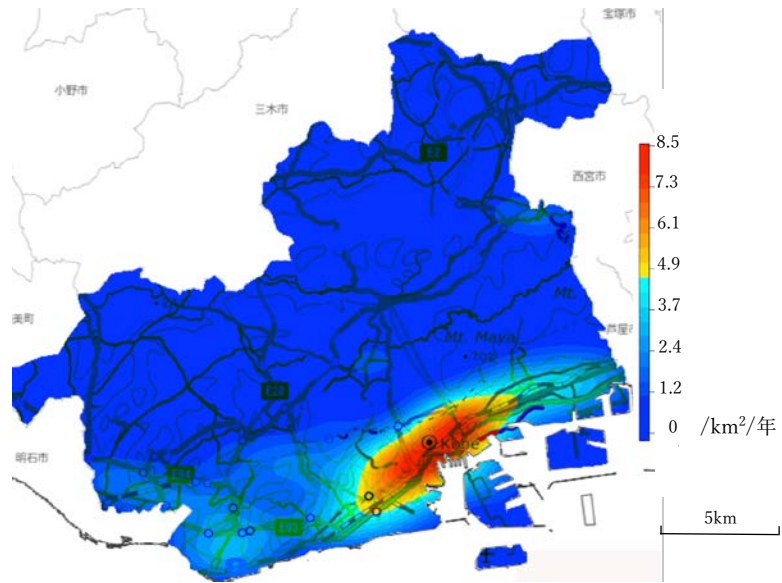 宝塚市
小野市
三木市
E2
西宮市
8.5
7.3
6.1
4.9
3.7
2.4
1.2
0 /km²/年
Mt.
美町
Mt. Maya
芦屋
Kobe
明石市
5km